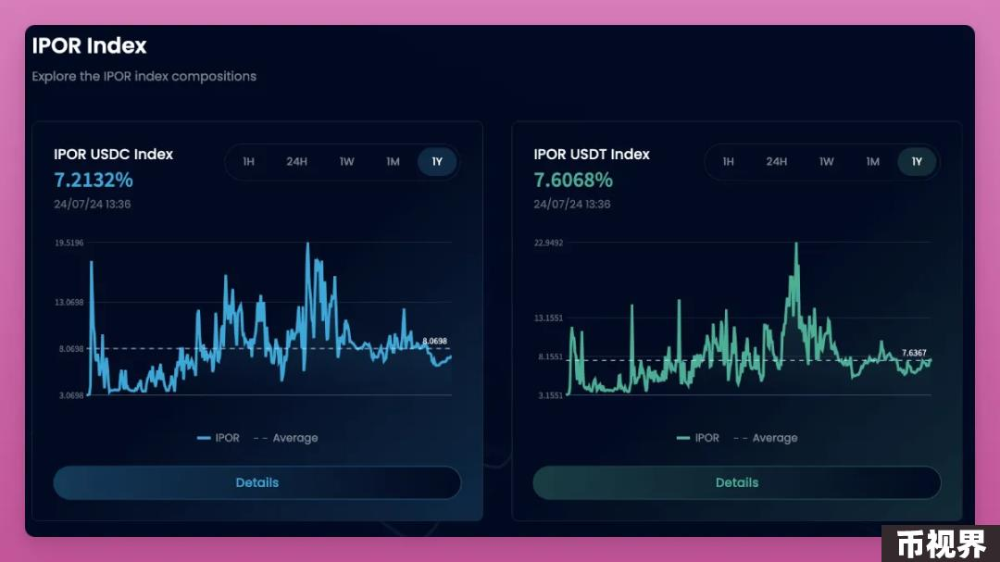 IPOR Index
Explore the IPOR index compositions
IPOR USDC Index
7.2132%
24/07/24 13:36
1H 24H 1W 1M 1Y
19.5196
13.0698
8.0698
3.0698
8.0698
IPOR Average
Details
IPOR USDT Index
7.6068%
24/07/24 13:36
1H 24H 1W 1M 1Y
22.9492
13.1551
8.1551
3.1551
7.6367
IPOR Average
Details
币视界